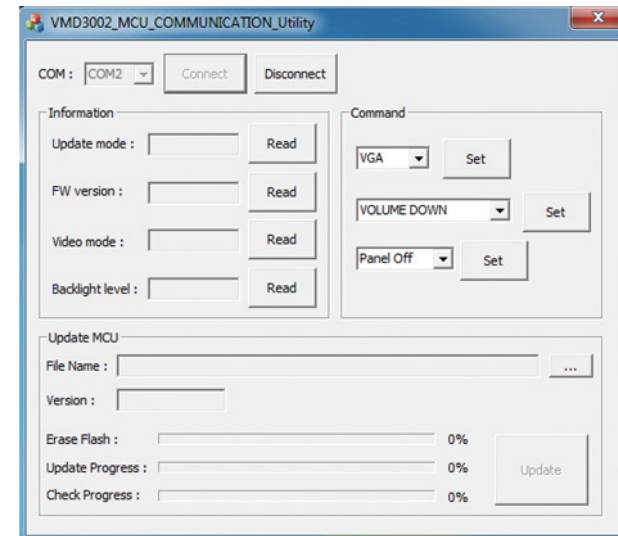 VMD3002_MCU_COMMUNICATION_Utility
COM : COM2 Connect Disconnect
Information
Update mode : Read
FW version : Read
Video mode : Read
Backlight level : Read
Command
VGA Set
VOLUME DOWN Set
Panel Off Set
Update MCU
File Name : ...
Version :
Erase Flash : 0%
Update Progress : 0%
Check Progress : 0%
Update